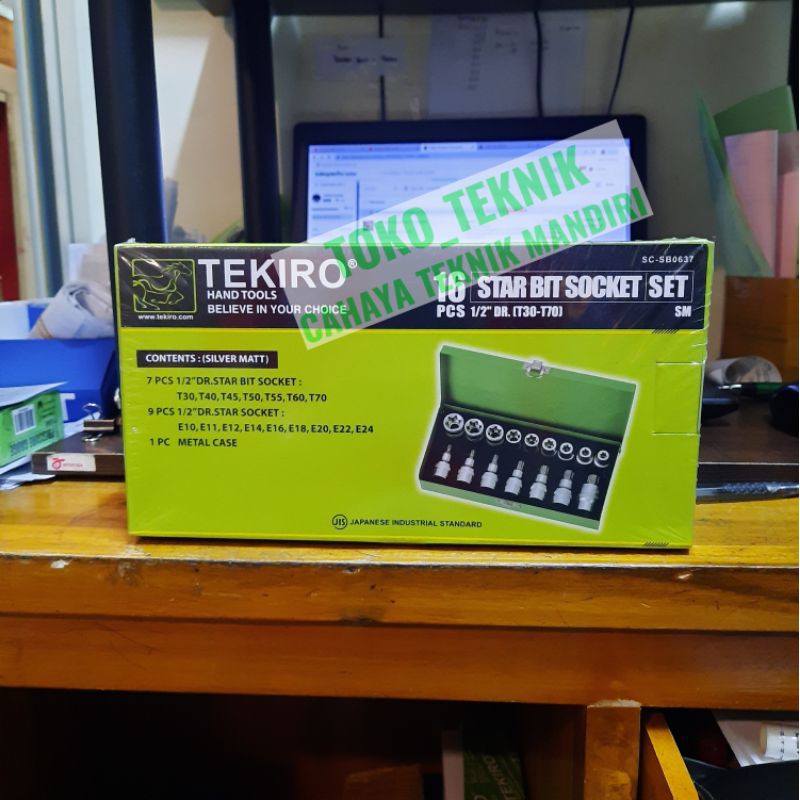 TOKO_TEKNIK
CAHAYA TEKNIK MANDIRI
SC-SB0637
TEKIRO®
HAND TOOLS
BELIEVE IN YOUR CHOICE
www.tekiro.com
16 PCS
STAR BIT SOCKET SET
1/2" DR. (T30-T70)
SM
CONTENTS : (SILVER MATT)
7 PCS 1/2"DR.STAR BIT SOCKET :
T30, T40, T45, T50, T55, T60, T70
9 PCS 1/2"DR.STAR SOCKET :
E10, E11, E12, E14, E16, E18, E20, E22, E24
1 PC METAL CASE
JIS JAPANESE INDUSTRIAL STANDARD
TEKIRO